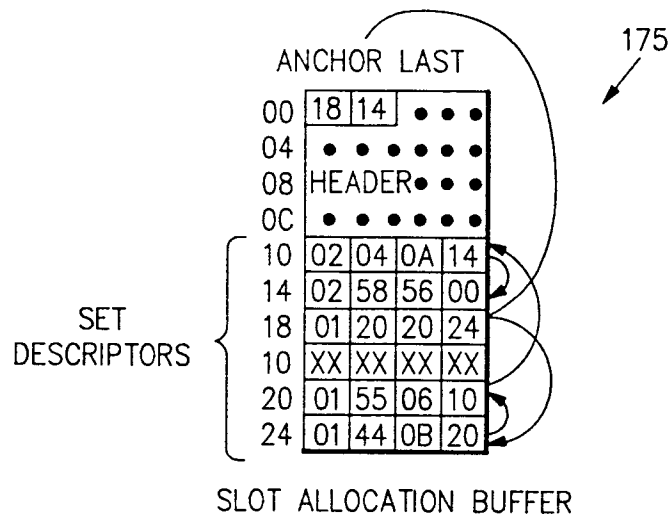 175
ANCHOR LAST
00 18 14
04
08 HEADER
0C
10 02 04 0A 14
14 02 58 56 00
18 01 20 20 24
10 XX XX XX XX
20 01 55 06 10
24 01 44 0B 20
SET
DESCRIPTORS
SLOT ALLOCATION BUFFER